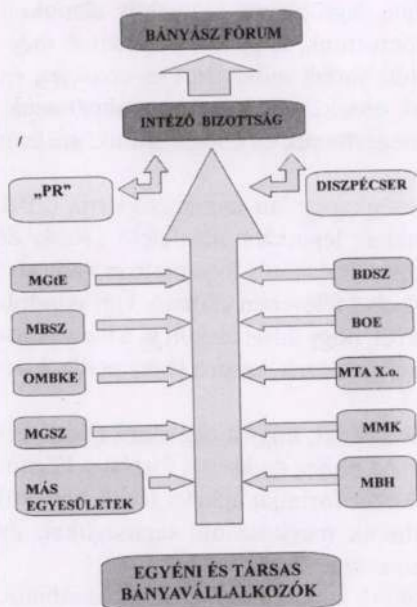 BÁNYÁSZ FÓRUM
INTÉZŐ BIZOTTSÁG
„PR”
DISZPÉCSER
MGtE
BDSZ
MBSZ
BOE
OMBKE
MTA X.o.
MGSZ
MMK
MÁS
EGYESÜLETEK
MBH
EGYÉNI ÉS TÁRSAS
BÁNYAVÁLLALKOZÓK